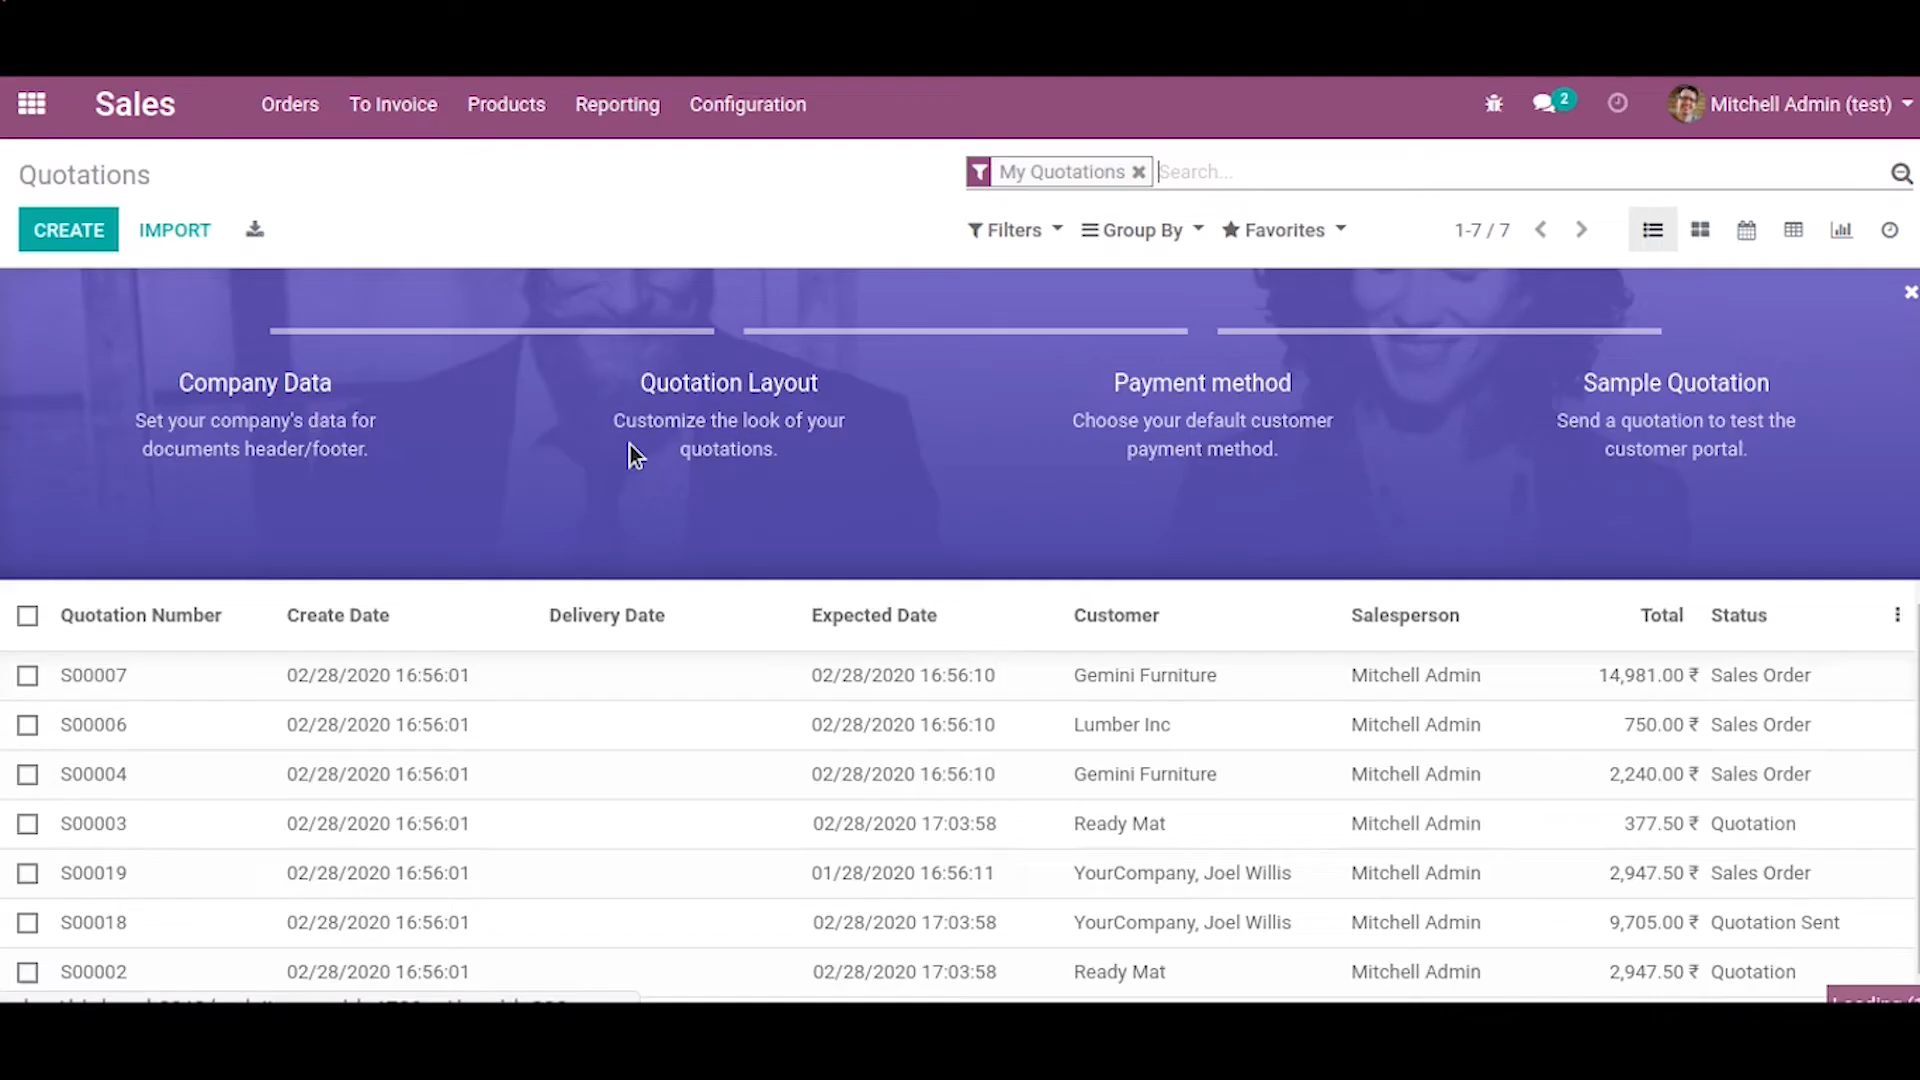 Sales Orders To Invoice Products Reporting Configuration 2 Mitchell Admin (test)
Quotations
My Quotations Search...
CREATE IMPORT Filters Group By Favorites 1-7 / 7
Company Data Quotation Layout Payment method Sample Quotation
Set your company's data for Customize the look of your Choose your default customer Send a quotation to test the
documents header/footer. quotations. payment method. customer portal.
Quotation Number Create Date Delivery Date Expected Date Customer Salesperson Total Status
S00007 02/28/2020 16:56:01 02/28/2020 16:56:10 Gemini Furniture Mitchell Admin 14,981.00 ₹ Sales Order
S00006 02/28/2020 16:56:01 02/28/2020 16:56:10 Lumber Inc Mitchell Admin 750.00 ₹ Sales Order
S00004 02/28/2020 16:56:01 02/28/2020 16:56:10 Gemini Furniture Mitchell Admin 2,240.00 ₹ Sales Order
S00003 02/28/2020 16:56:01 02/28/2020 17:03:58 Ready Mat Mitchell Admin 377.50 ₹ Quotation
S00019 02/28/2020 16:56:01 01/28/2020 16:56:11 YourCompany, Joel Willis Mitchell Admin 2,947.50 ₹ Sales Order
S00018 02/28/2020 16:56:01 02/28/2020 17:03:58 YourCompany, Joel Willis Mitchell Admin 9,705.00 ₹ Quotation Sent
S00002 02/28/2020 16:56:01 02/28/2020 17:03:58 Ready Mat Mitchell Admin 2,947.50 ₹ Quotation